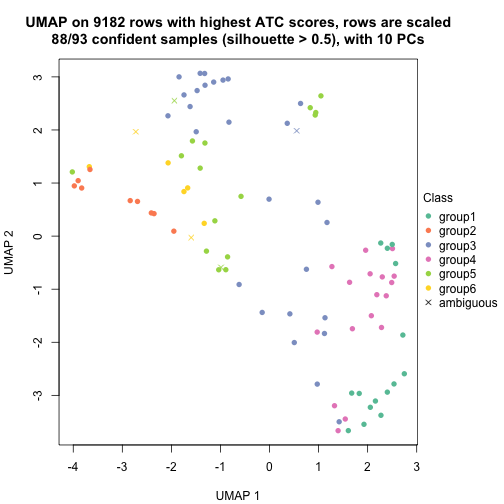 UMAP on 9182 rows with highest ATC scores, rows are scaled
88/93 confident samples (silhouette > 0.5), with 10 PCs
3
2
1
0
-1
-2
-3
UMAP 2
-4
-3
-2
-1
0
1
2
3
UMAP 1
Class
group1
group2
group3
group4
group5
group6
ambiguous